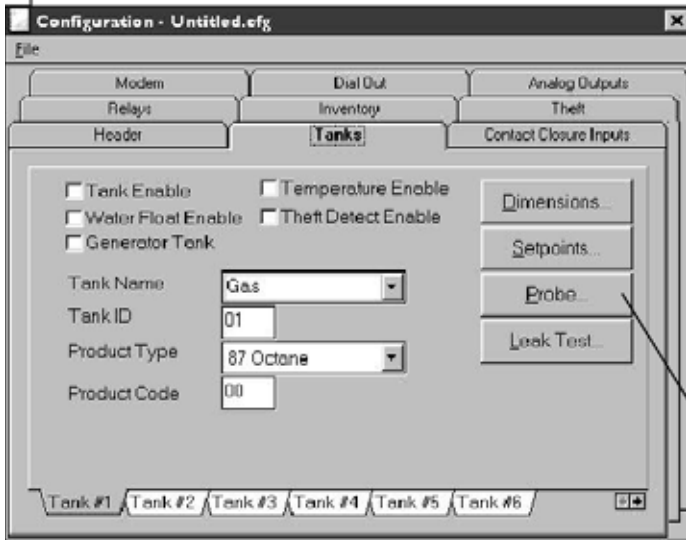 Configuration - Untitled.cfg
File
Modem Dial Out Analog Outputs
Relays Inventory Theft
Header Tanks Contact Closure Inputs
Tank Enable Temperature Enable
Water Float Enable Theft Detect Enable
Generator Tank
Dimensions...
Setpoints...
Probe...
Leak Test...
Tank Name Gas
Tank ID 01
Product Type 87 Octane
Product Code 00
Tank #1 Tank #2 Tank #3 Tank #4 Tank #5 Tank #6